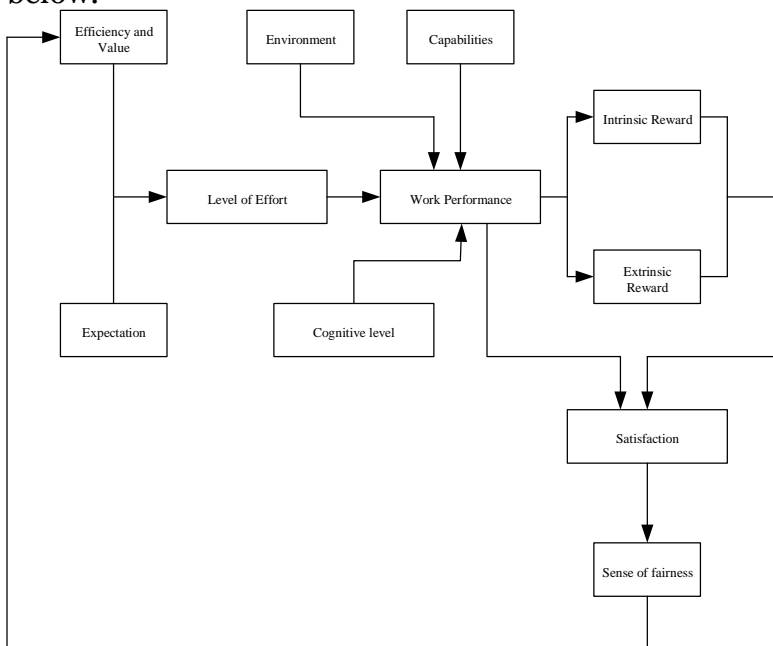 below.
Efficiency and
Value
Environment
Capabilities
Intrinsic Reward
Level of Effort
Work Performance
Extrinsic
Reward
Expectation
Cognitive level
Satisfaction
Sense of fairness